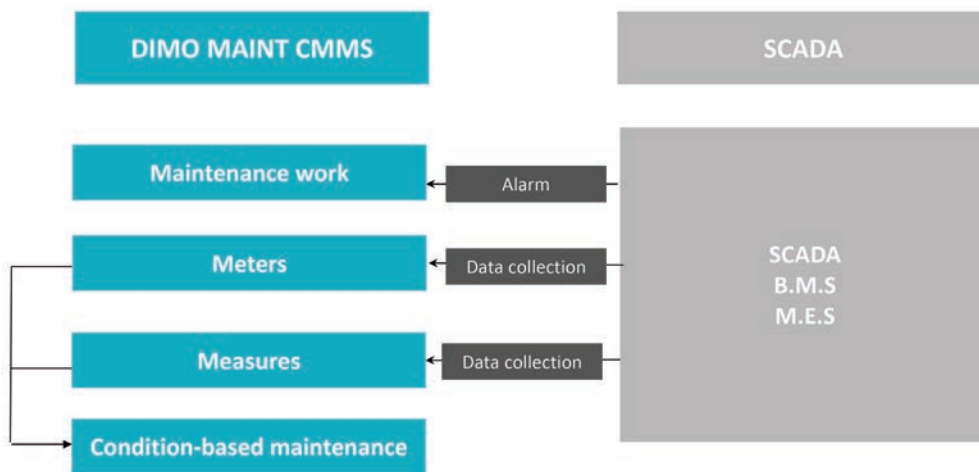 DIMO MAINT CMMS
SCADA
Maintenance work
Alarm
Meters
Data collection
SCADA
B.M.S
M.E.S
Measures
Data collection
Condition-based maintenance